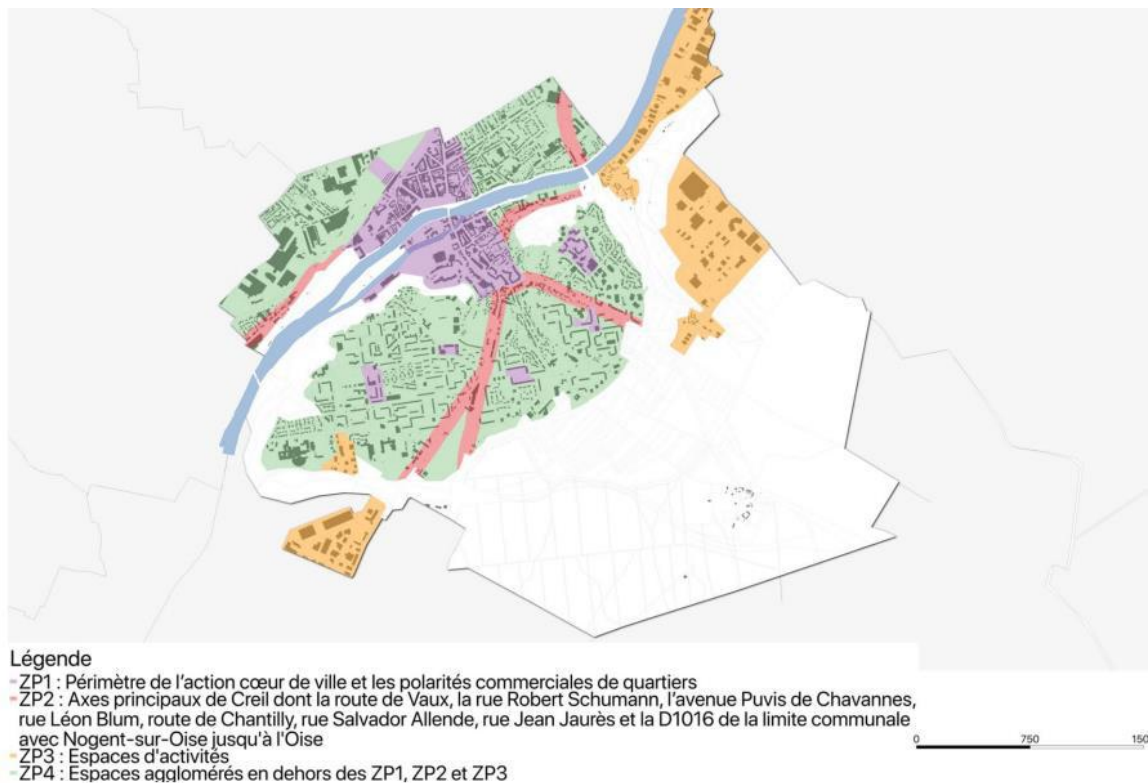 Légende
ZP1 : Périmètre de l'action cœur de ville et les polarités commerciales de quartiers
ZP2 : Axes principaux de Creil dont la route de Vaux, la rue Robert Schumann, l'avenue Puvis de Chavannes,
rue Léon Blum, route de Chantilly, rue Salvador Allende, rue Jean Jaurès et la D1016 de la limite communale
avec Nogent-sur-Oise jusqu'à l'Oise
ZP3 : Espaces d'activités
ZP4 : Espaces agglomérés en dehors des ZP1, ZP2 et ZP3
0 750 150